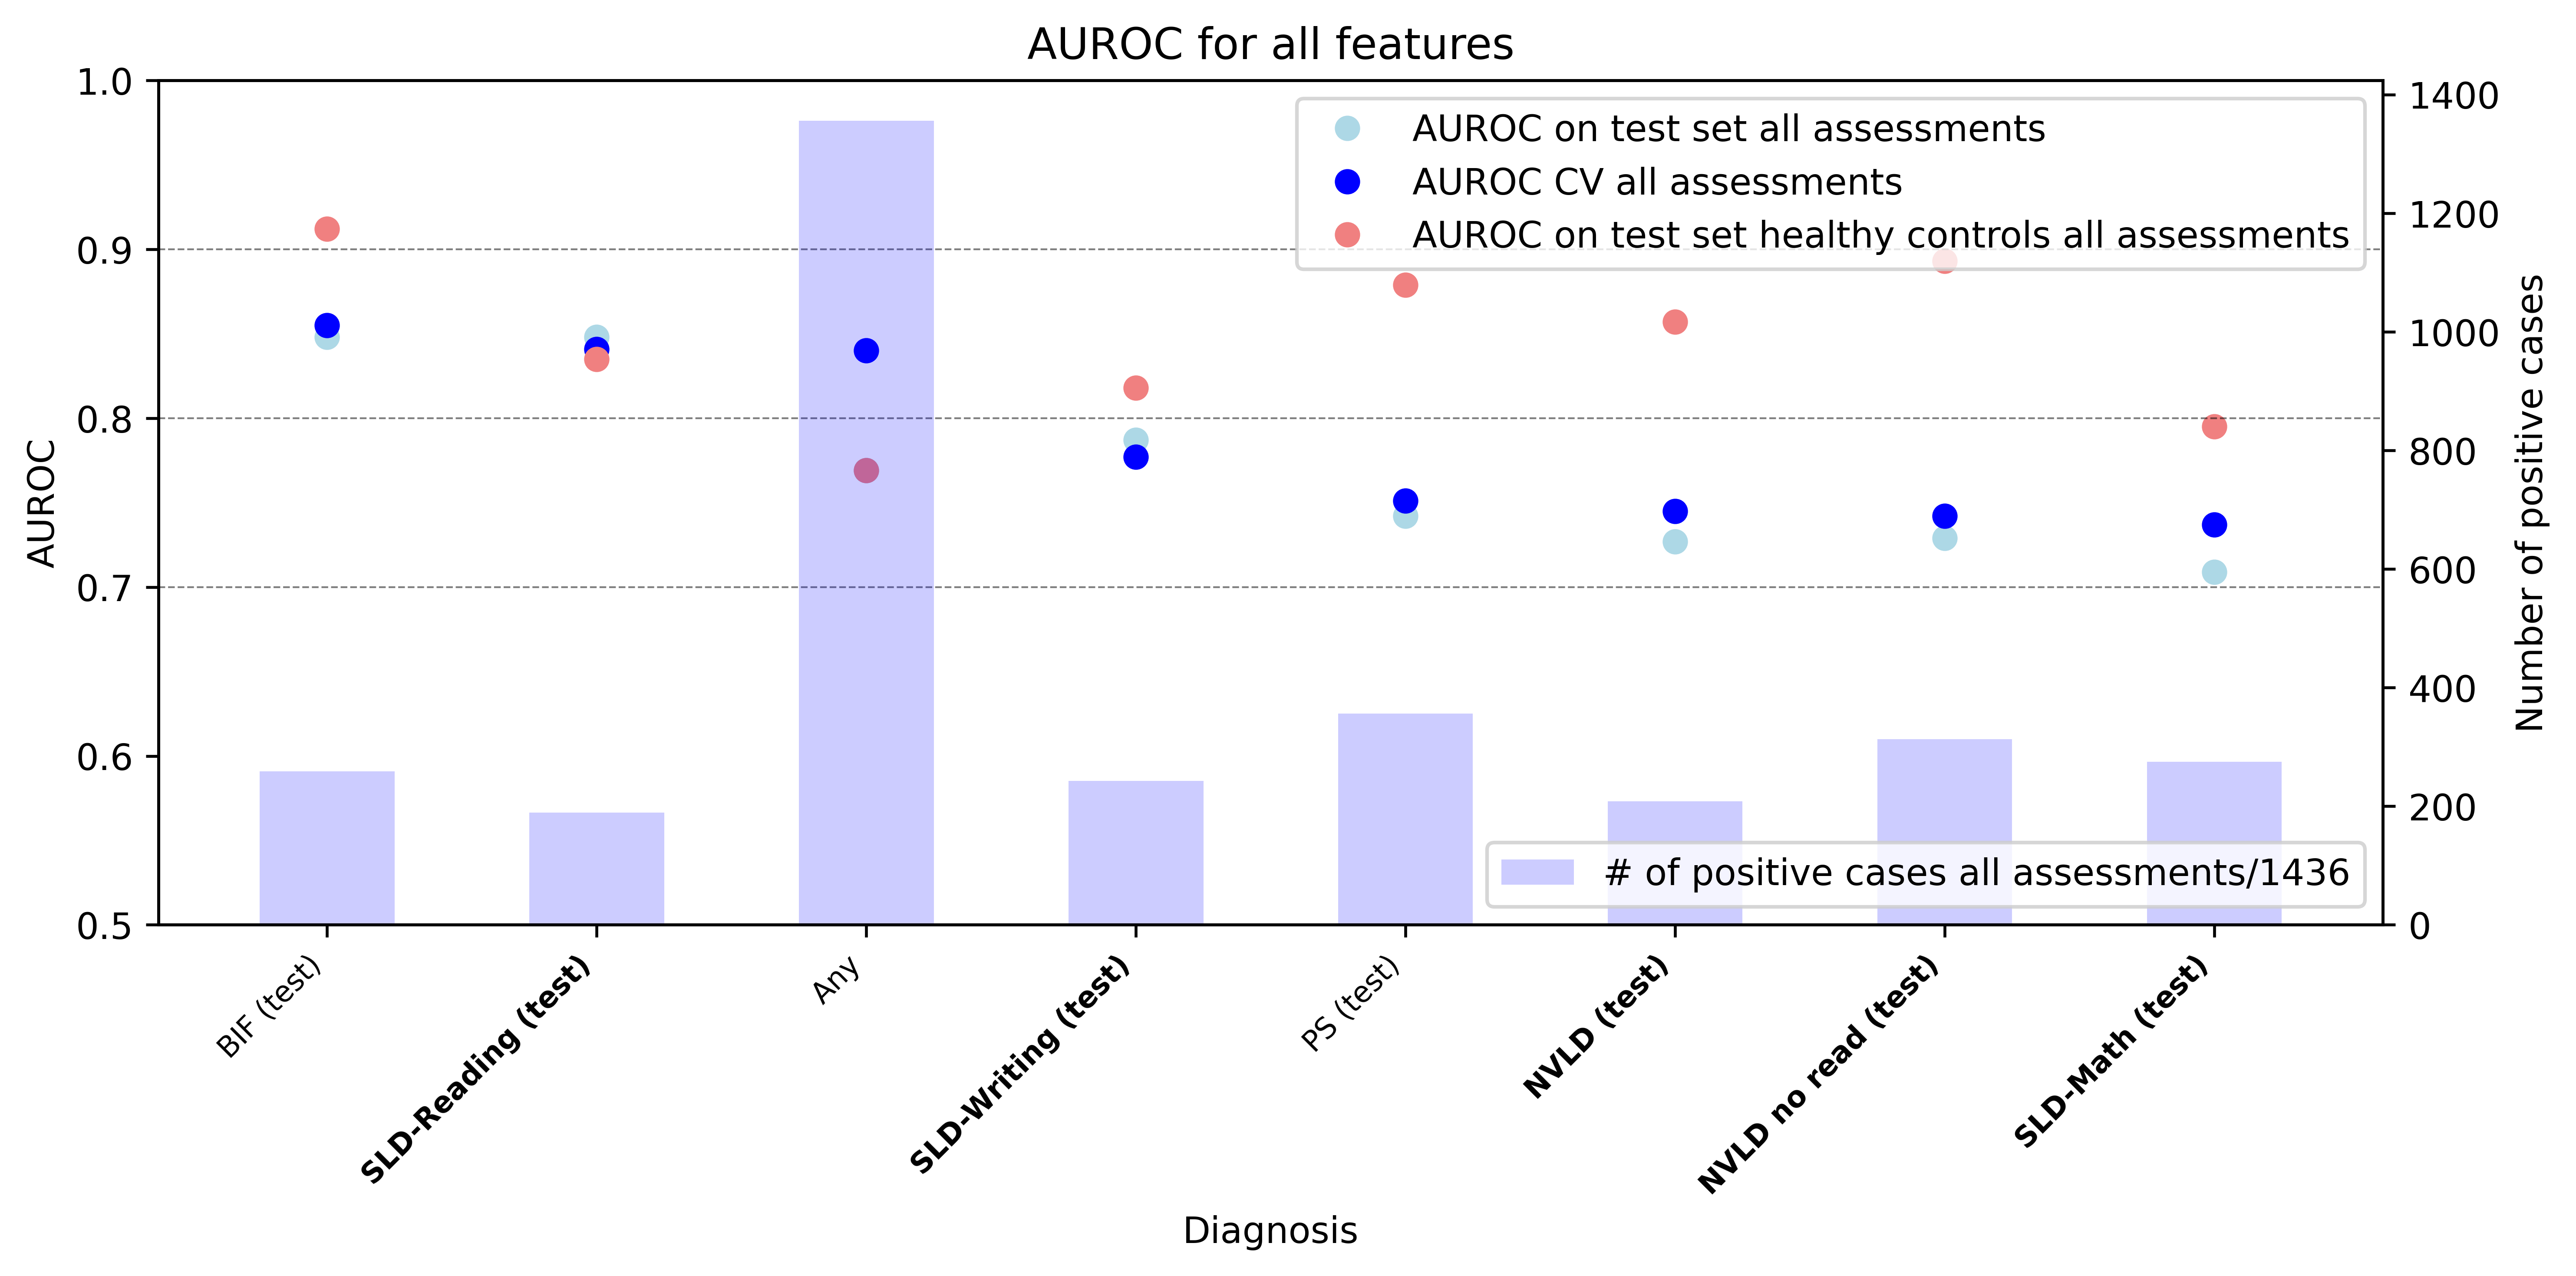 AUROC for all features
1.0
0.9
0.8
0.7
0.6
0.5
AUROC
AUROC on test set all assessments
AUROC CV all assessments
AUROC on test set healthy controls all assessments
# of positive cases all assessments/1436
1400
1200
1000
800
600
400
200
0
Number of positive cases
BIF (test)
SLD-Reading (test)
Any
SLD-Writing (test)
PS (test)
NVLD (test)
NVLD no read (test)
SLD-Math (test)
Diagnosis